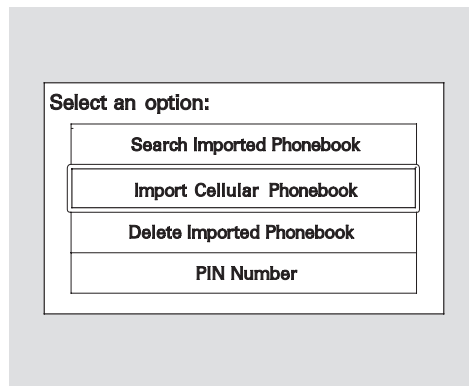 Select an option:
Search Imported Phonebook
Import Cellular Phonebook
Delete Imported Phonebook
PIN Number